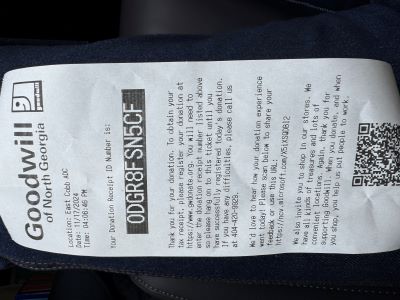 Goodwill
goodwill
of North Georgia
Location: East Cobb ADC
Date: 11/17/2024
Time: 04:06:46 PM
Your Donation Receipt ID Number is:
ODGR8FSN5CF
Thank you for your donation! To obtain your
tax receipt, please register your donation at
https://www.gwdonate.org. You will need to
enter the donation receipt number listed above
so please hang on to this ticket until you
have successfully registered today's donation.
If you have any difficulties, please call us
at
We'd love to hear how your donation experience
went today! Please scan below to share your
feedback or use this URL:
We also invite you to shop in our stores. We
have all kinds of treasures and lots of
convenient locations. Again, thank you for
supporting Goodwill. When you donate, and when
you shop, you help us put people to work.